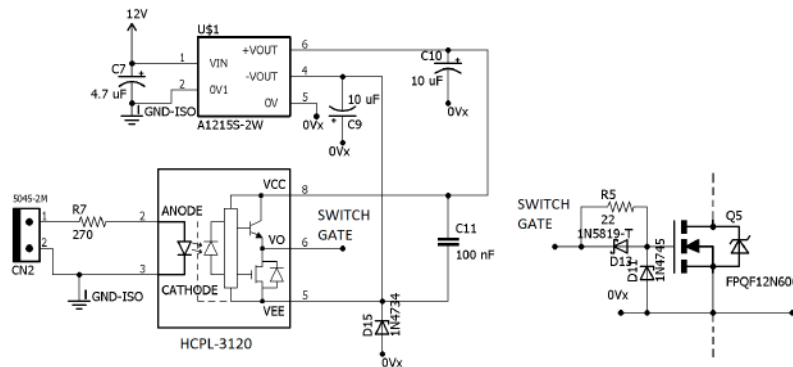 12V
U$1
C7
4.7 uF
1
VIN
+VOUT
6
2
0V1
-VOUT
4
0V
5
I GND-ISO
A1215S-2W
0Vx
10 uF
C9
0Vx
C10
10 uF
0Vx
5045-2M
1
2
CN2
R7
270
2
ANODE
VCC
8
VO
6
SWITCH
GATE
3
CATHODE
VEE
5
I GND-ISO
HCPL-3120
C11
100 nF
D15
1N4734
0Vx
SWITCH
GATE
R5
22
1N5819-T
D13
D11
1N4745
0Vx
Q5
FPQF12N60